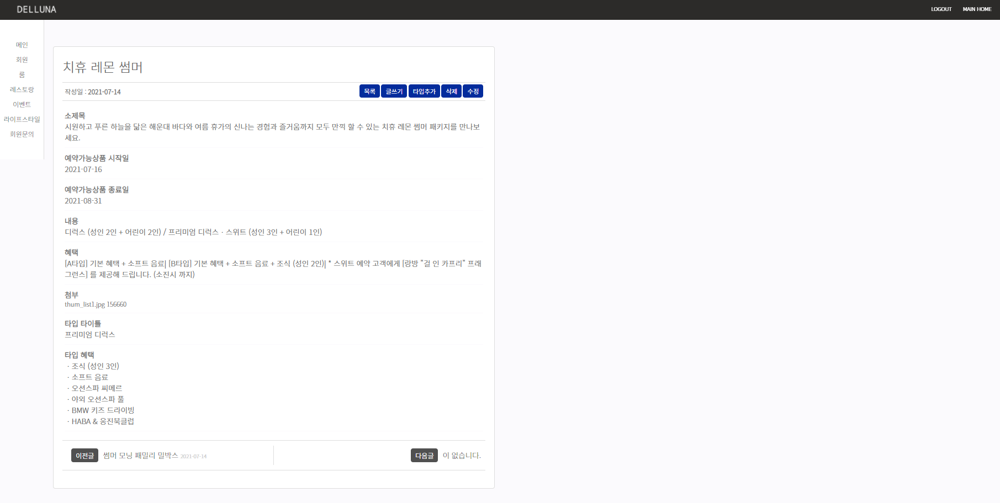 DELLUNA
LOGOUT MAIN HOME
메인
회원
룸
레스토랑
이벤트
라이프스타일
회원문의
치휴 레몬 썸머
작성일 : 2021-07-14
목록 글쓰기 타입추가 삭제 수정
소제목
시원하고 푸른 하늘을 닮은 해운대 바다와 여름 휴가의 신나는 경험과 즐거움까지 모두 만끽 할 수 있는 치휴 레몬 썸머 패키지를 만나보
세요.
예약가능상품 시작일
2021-07-16
예약가능상품 종료일
2021-08-31
내용
디럭스 (성인 2인 + 어린이 2인) / 프리미엄 디럭스 · 스위트 (성인 3인 + 어린이 1인)
혜택
[A타입] 기본 혜택 + 소프트 음료| [B타입] 기본 혜택 + 소프트 음료 + 조식 (성인 2인)| * 스위트 예약 고객에게 [랑방 "걸 인 카프리" 프래
그런스] 를 제공해 드립니다. (소진시 까지)
첨부
thum_list1.jpg 156660
타입 타이틀
프리미엄 디럭스
타입 혜택
· 조식 (성인 3인)
· 소프트 음료
· 오션스파 씨메르
· 야외 오션스파 풀
· BMW 키즈 드라이빙
· HABA & 웅진북클럽
이전글 썸머 모닝 패밀리 밀박스 2021-07-14
다음글 이 없습니다.